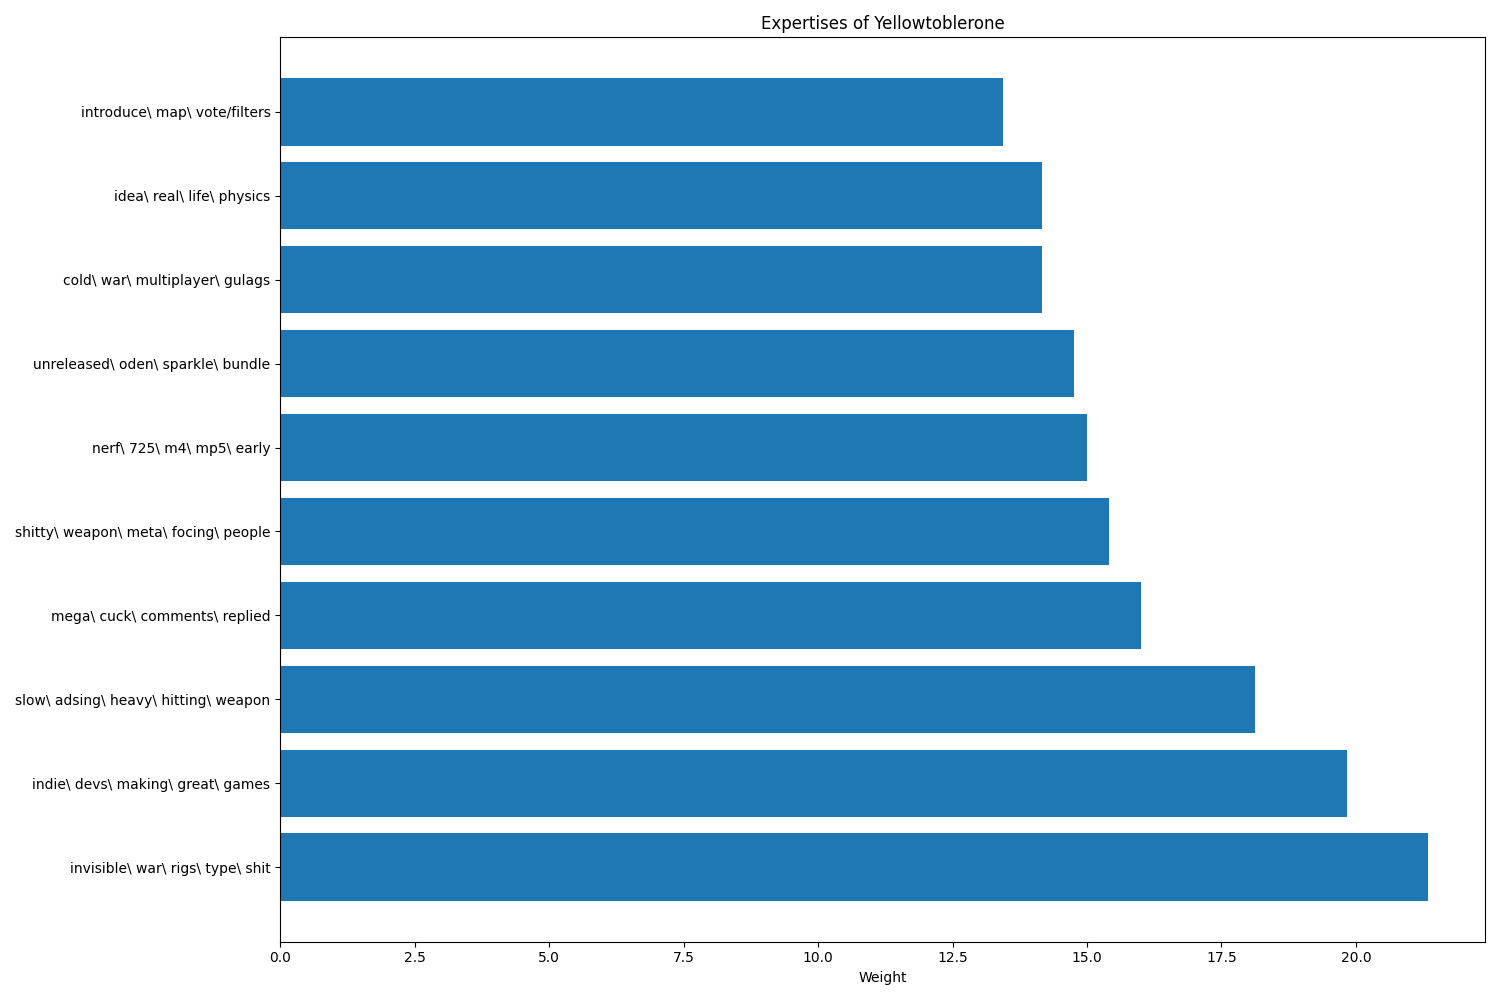 Expertises of Yellowtoblerone
introduce\ map\ vote/filters
idea\ real\ life\ physics
cold\ war\ multiplayer\ gulags
unreleased\ oden\ sparkle\ bundle
nerf\ 725\ m4\ mp5\ early
shitty\ weapon\ meta\ focing\ people
mega\ cuck\ comments\ replied
slow\ adsing\ heavy\ hitting\ weapon
indie\ devs\ making\ great\ games
invisible\ war\ rigs\ type\ shit
0.0 2.5 5.0 7.5 10.0 12.5 15.0 17.5 20.0
Weight